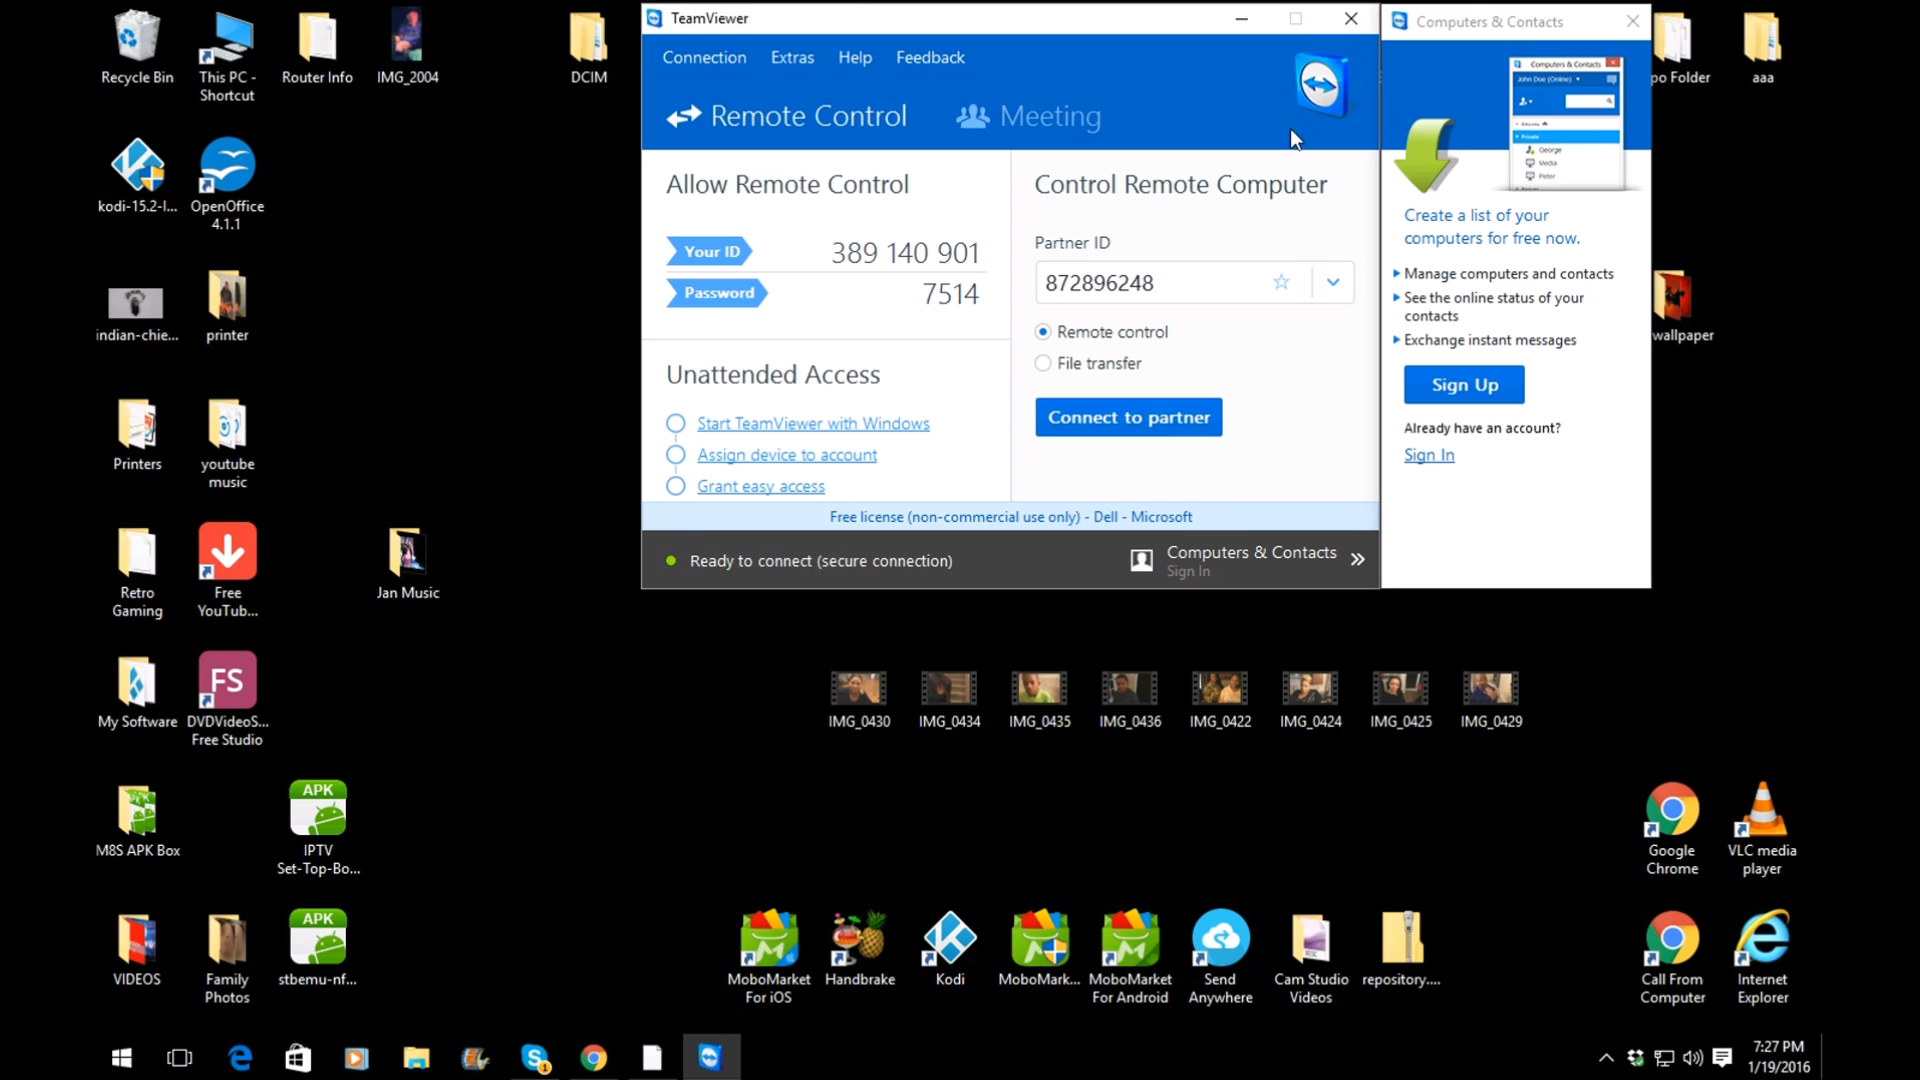 Recycle Bin
This PC -
Shortcut
Router Info
IMG_2004
DCIM
po Folder
aaa
kodi-15.2-I...
OpenOffice
4.1.1
indian-chie...
printer
wallpaper
Printers
youtube
music
Retro
Gaming
Free
YouTub...
Jan Music
My Software
FS
DVDVideoS...
Free Studio
M8S APK Box
APK
IPTV
Set-Top-Bo...
VIDEOS
Family
Photos
APK
stbemu-nf...
TeamViewer
Connection
Extras
Help
Feedback
Remote Control
Meeting
Allow Remote Control
Your ID
389 140 901
Password
7514
Unattended Access
Start TeamViewer with Windows
Assign device to account
Grant easy access
Control Remote Computer
Partner ID
872896248
Remote control
File transfer
Connect to partner
Free license (non-commercial use only) - Dell - Microsoft
Ready to connect (secure connection)
Computers & Contacts
Sign In
Computers & Contacts
Computers & Contacts
John Doe (Online)
Private
George
Media
Peter
Create a list of your
computers for free now.
Manage computers and contacts
See the online status of your
contacts
Exchange instant messages
Sign Up
Already have an account?
Sign In
IMG_0430
IMG_0434
IMG_0435
IMG_0436
IMG_0422
IMG_0424
IMG_0425
IMG_0429
Google
Chrome
VLC media
player
MoboMarket
For iOS
Handbrake
Kodi
MoboMark...
MoboMarket
For Android
Send
Anywhere
Cam Studio
Videos
repository....
Call From
Computer
Internet
Explorer
7:27 PM
1/19/2016